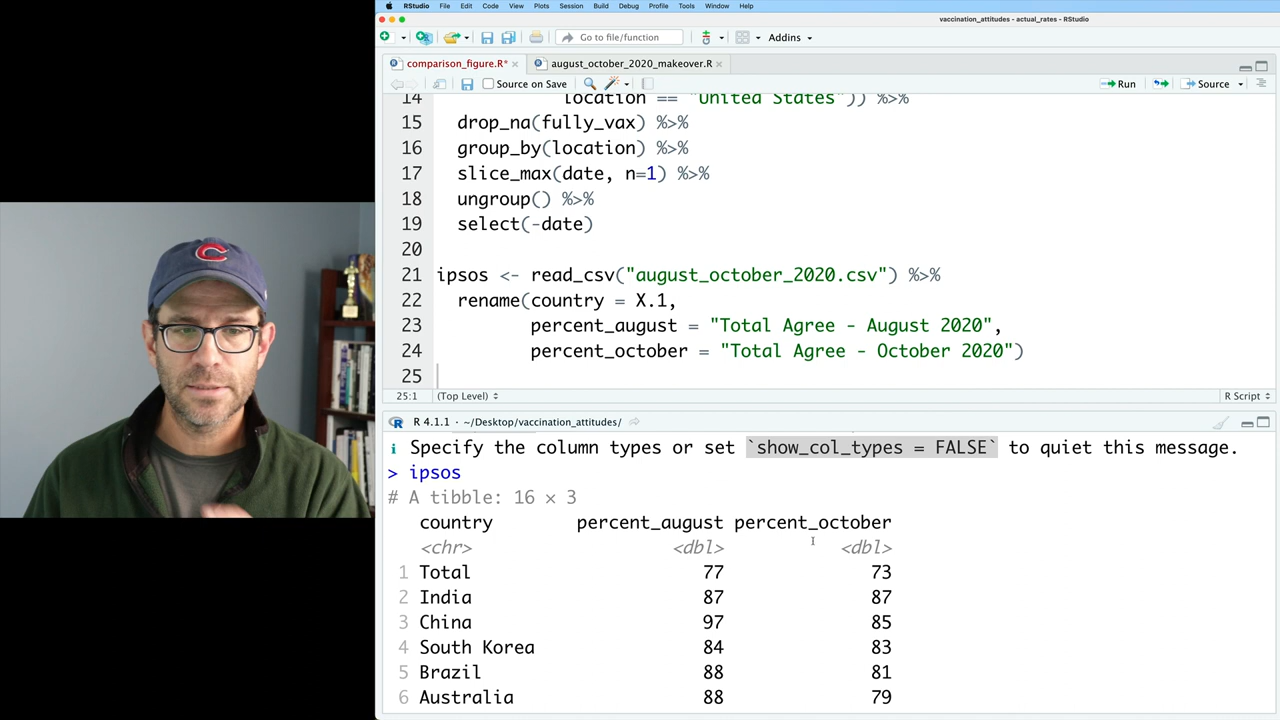 RStudio File Edit Code View Plots Session Build Debug Profile Tools Window Help
vaccination_attitudes - actual_rates - RStudio
Go to file/function Addins
comparison_figure.R* august_october_2020_makeover.R
Source on Save Run Source
14 location == "United States")) %>%
15 drop_na(fully_vax) %>%
16 group_by(location) %>%
17 slice_max(date, n=1) %>%
18 ungroup() %>%
19 select(-date)
20
21 ipsos <- read_csv("august_october_2020.csv") %>%
22 rename(country = X.1,
23 percent_august = "Total Agree - August 2020",
24 percent_october = "Total Agree - October 2020")
25
25:1 (Top Level) R Script
R 4.1.1 · ~/Desktop/vaccination_attitudes/
i Specify the column types or set `show_col_types = FALSE` to quiet this message.
> ipsos
# A tibble: 16 × 3
country percent_august percent_october
<chr> <dbl> <dbl>
1 Total 77 73
2 India 87 87
3 China 97 85
4 South Korea 84 83
5 Brazil 88 81
6 Australia 88 79